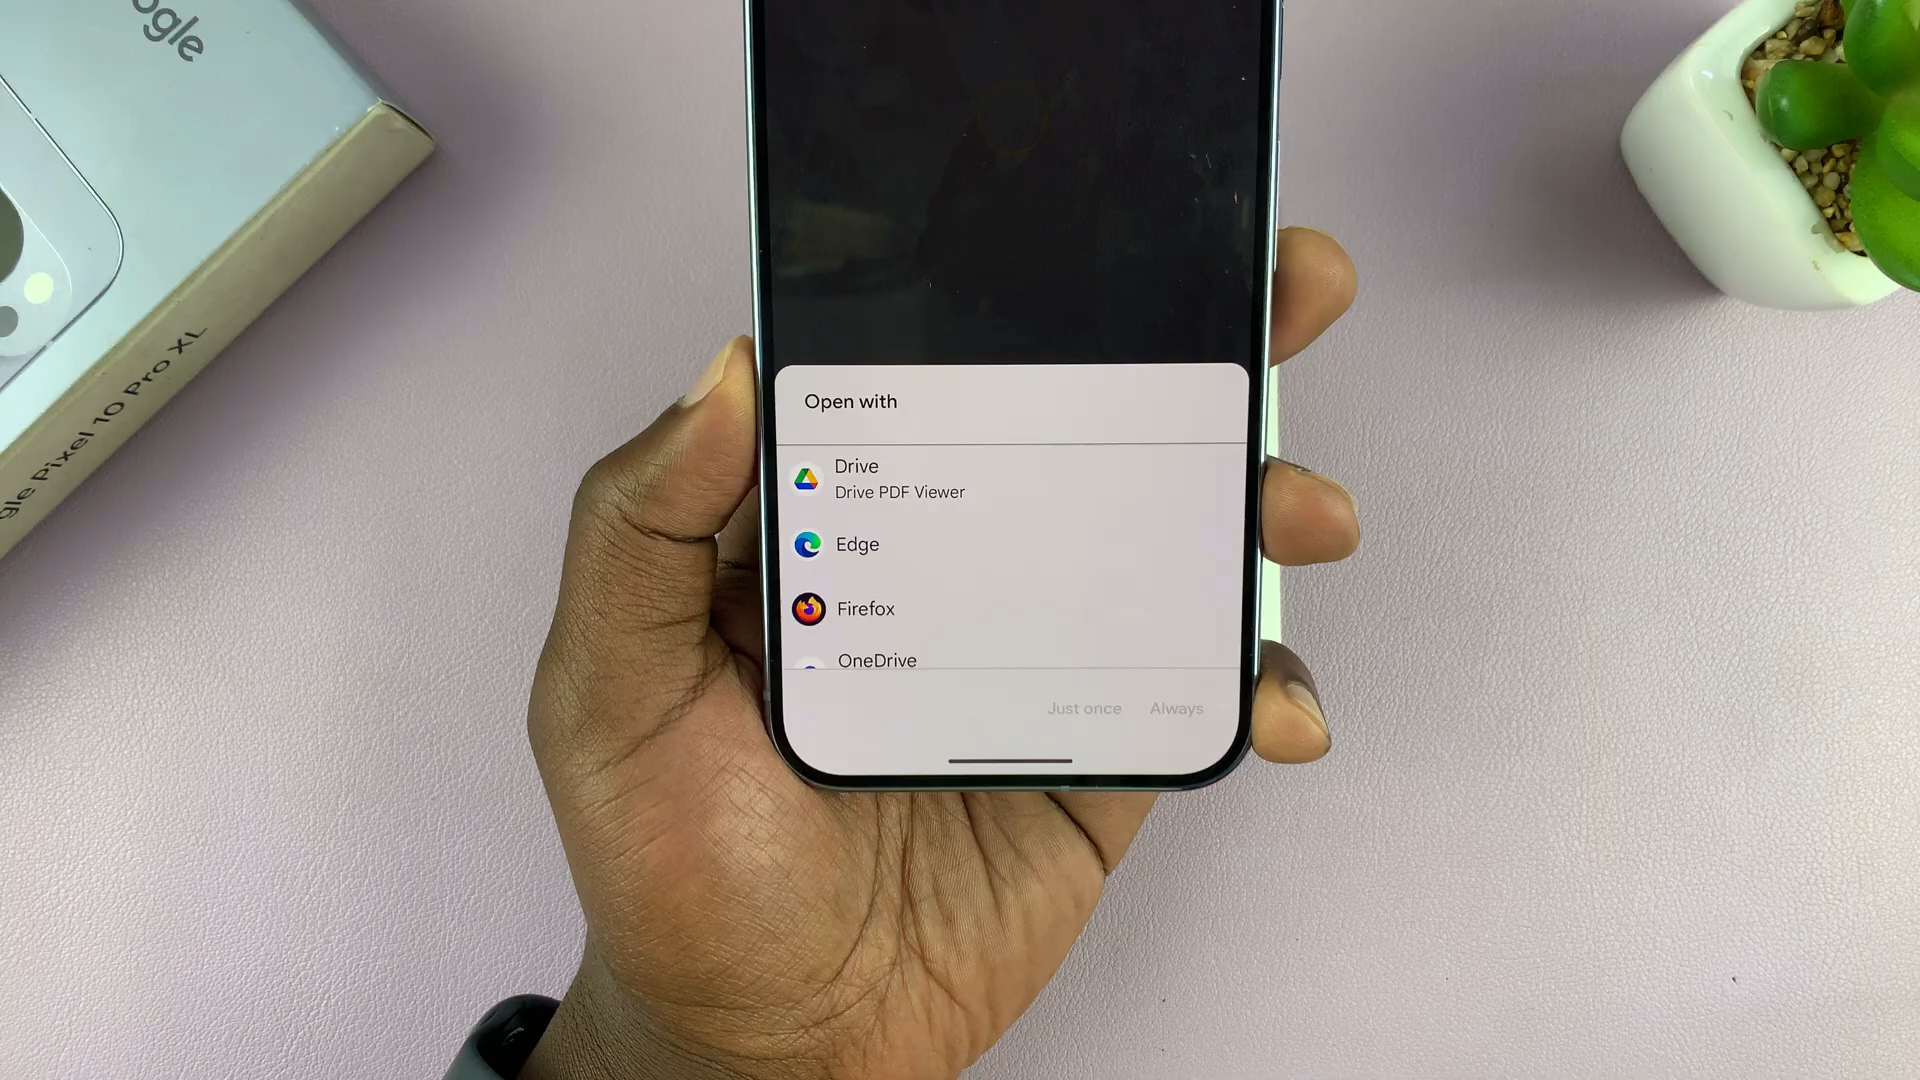 ogle
gle Pixel 10 Pro XL
Open with
Drive
Drive PDF Viewer
Edge
Firefox
OneDrive
Just once
Always